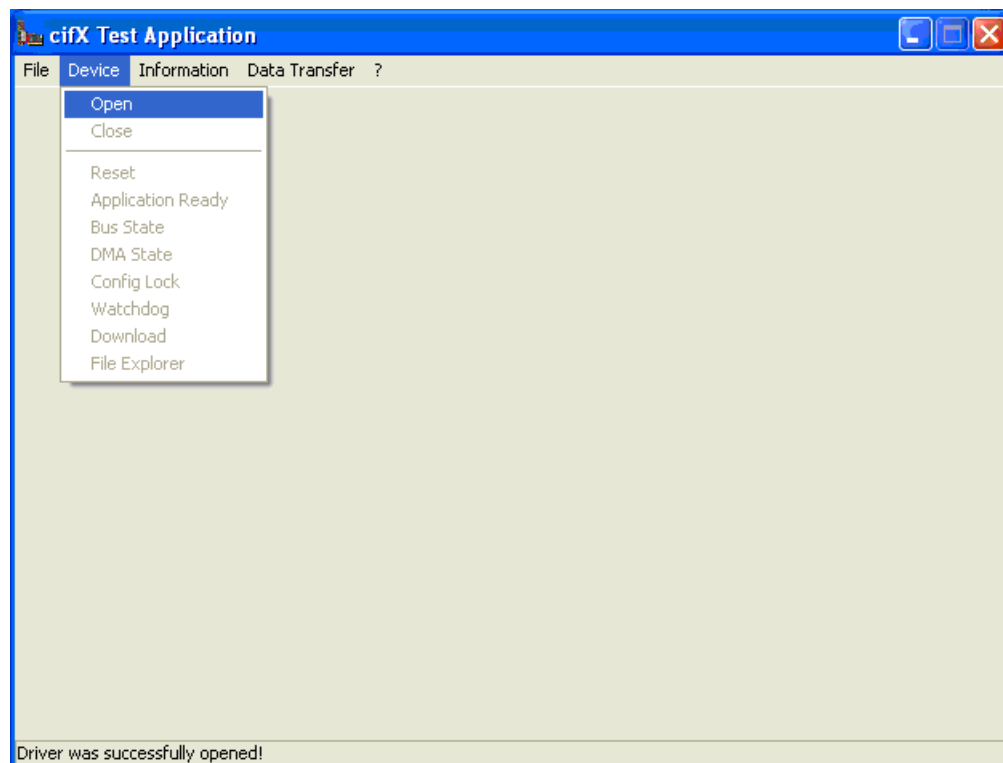 cifX Test Application
File Device Information Data Transfer ?
Open
Close
Reset
Application Ready
Bus State
DMA State
Config Lock
Watchdog
Download
File Explorer
Driver was successfully opened!